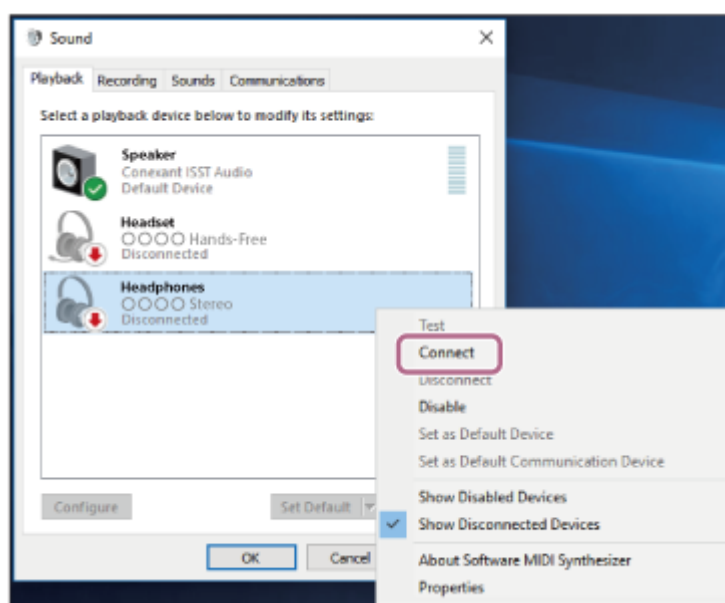 Sound
Playback Recording Sounds Communications
Select a playback device below to modify its settings:
Speaker
Conexant ISST Audio
Default Device
Headset
○○○○ Hands-Free
Disconnected
Headphones
○○○○ Stereo
Disconnected
Test
Connect
Disconnect
Disable
Set as Default Device
Set as Default Communication Device
Show Disabled Devices
Show Disconnected Devices
About Software MIDI Synthesizer
Properties
Configure Set Default
OK Cancel